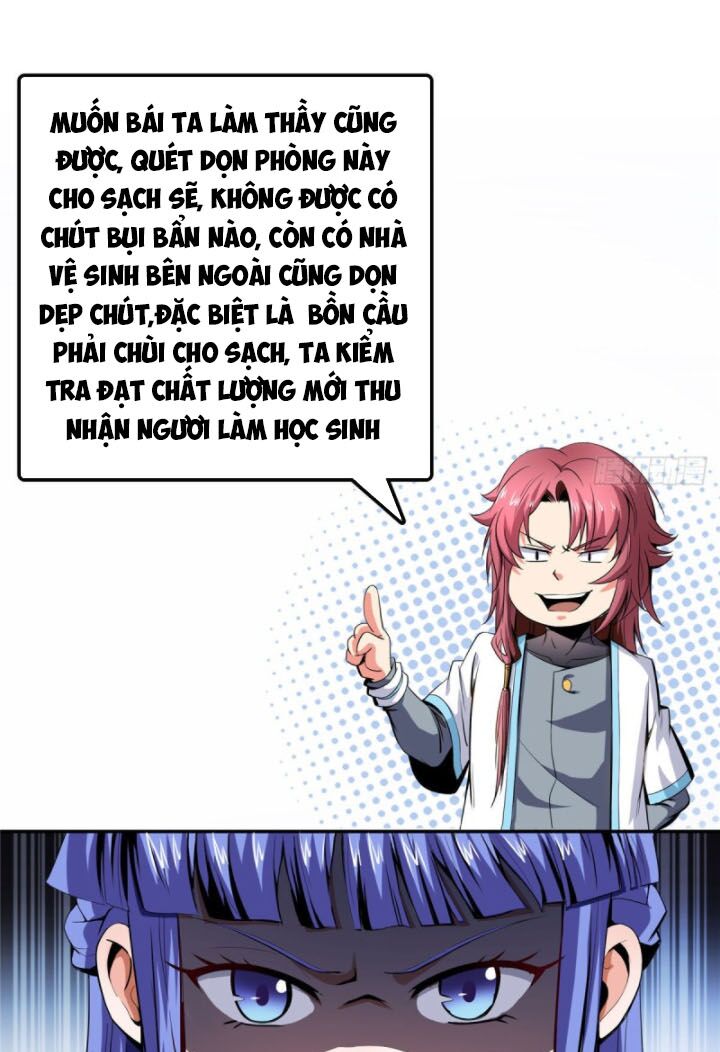 MUỐN BÁI TA LÀM THẦY CŨNG
ĐƯỢC, QUÉT DỌN PHÒNG NÀY
CHO SẠCH SẼ, KHÔNG ĐƯỢC CÓ
CHÚT BỤI BẨN NÀO, CÒN CÓ NHÀ
VỆ SINH BÊN NGOÀI CŨNG DỌN
DẸP CHÚT,ĐẶC BIỆT LÀ BỒN CẦU
PHẢI CHÙI CHO SẠCH, TA KIỂM
TRA ĐẠT CHẤT LƯỢNG MỚI THU
NHẬN NGƯƠI LÀM HỌC SINH